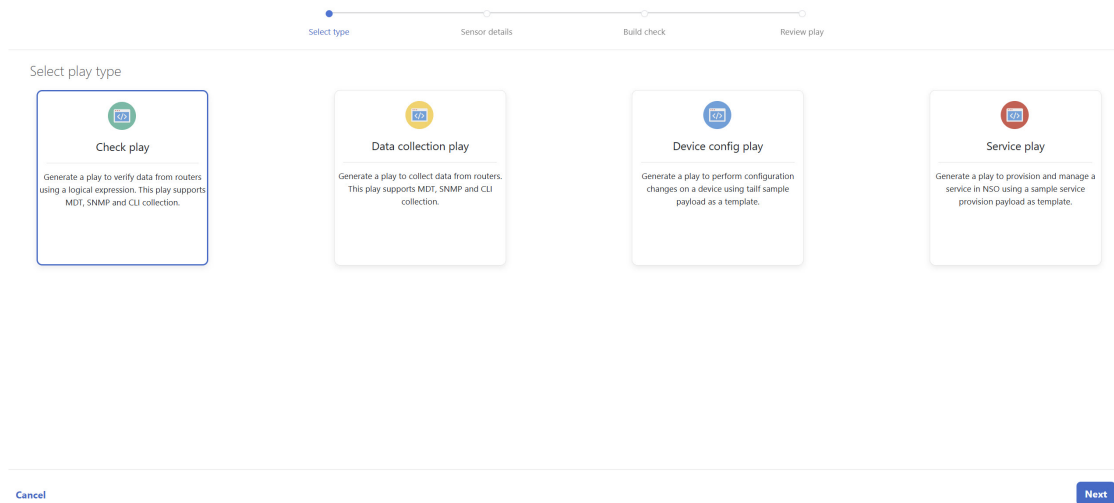 Select type
Sensor details
Build check
Review play
Select play type
Check play
Generate a play to verify data from routers
using a logical expression. This play supports
MDT, SNMP and CLI collection.
Data collection play
Generate a play to collect data from routers.
This play supports MDT, SNMP and CLI
collection.
Device config play
Generate a play to perform configuration
changes on a device using tailf sample
payload as a template.
Service play
Generate a play to provision and manage a
service in NSO using a sample service
provision payload as template.
Cancel
Next